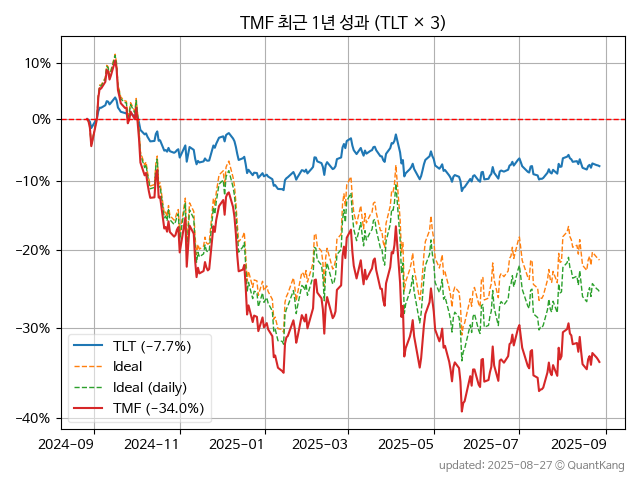 TMF 최근 1년 성과 (TLT × 3)
10%
0%
−10%
−20%
−30%
−40%
TLT (−7.7%)
Ideal
Ideal (daily)
TMF (−34.0%)
2024-09 2024-11 2025-01 2025-03 2025-05 2025-07 2025-09
updated: 2025-08-27 © QuantKang